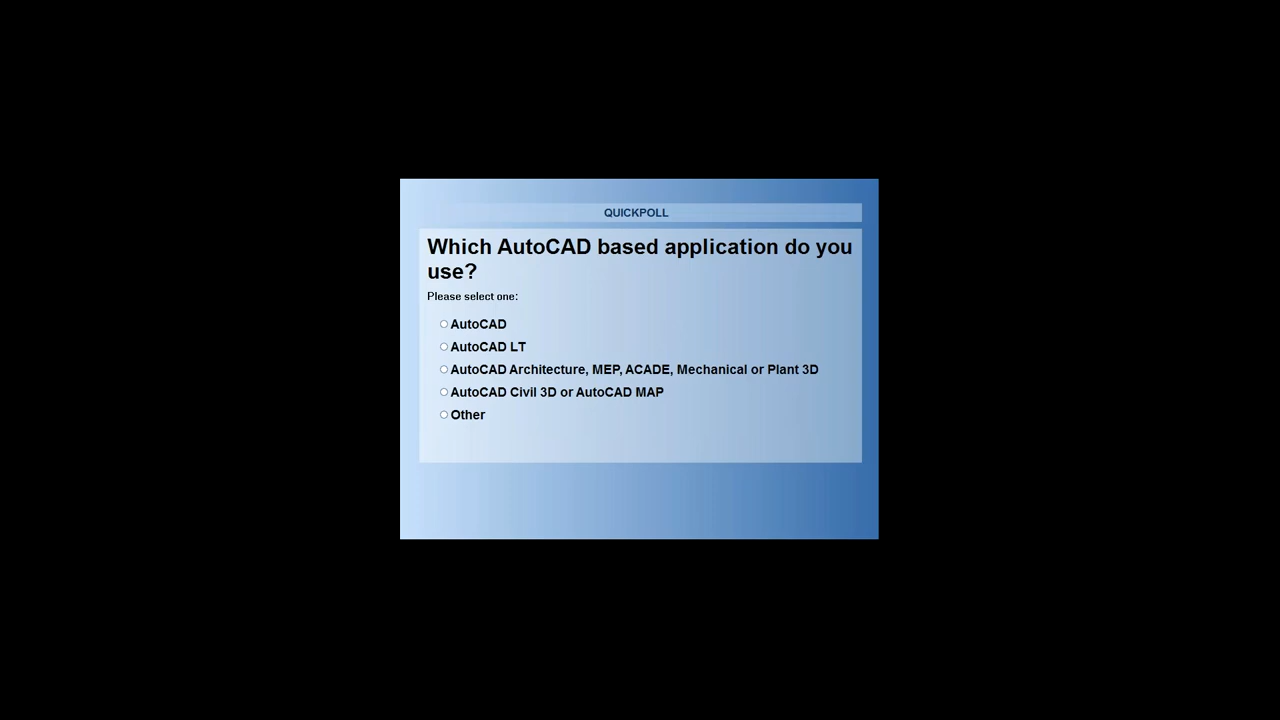 QUICKPOLL
Which AutoCAD based application do you
use?
Please select one:
AutoCAD
AutoCAD LT
AutoCAD Architecture, MEP, ACADE, Mechanical or Plant 3D
AutoCAD Civil 3D or AutoCAD MAP
Other